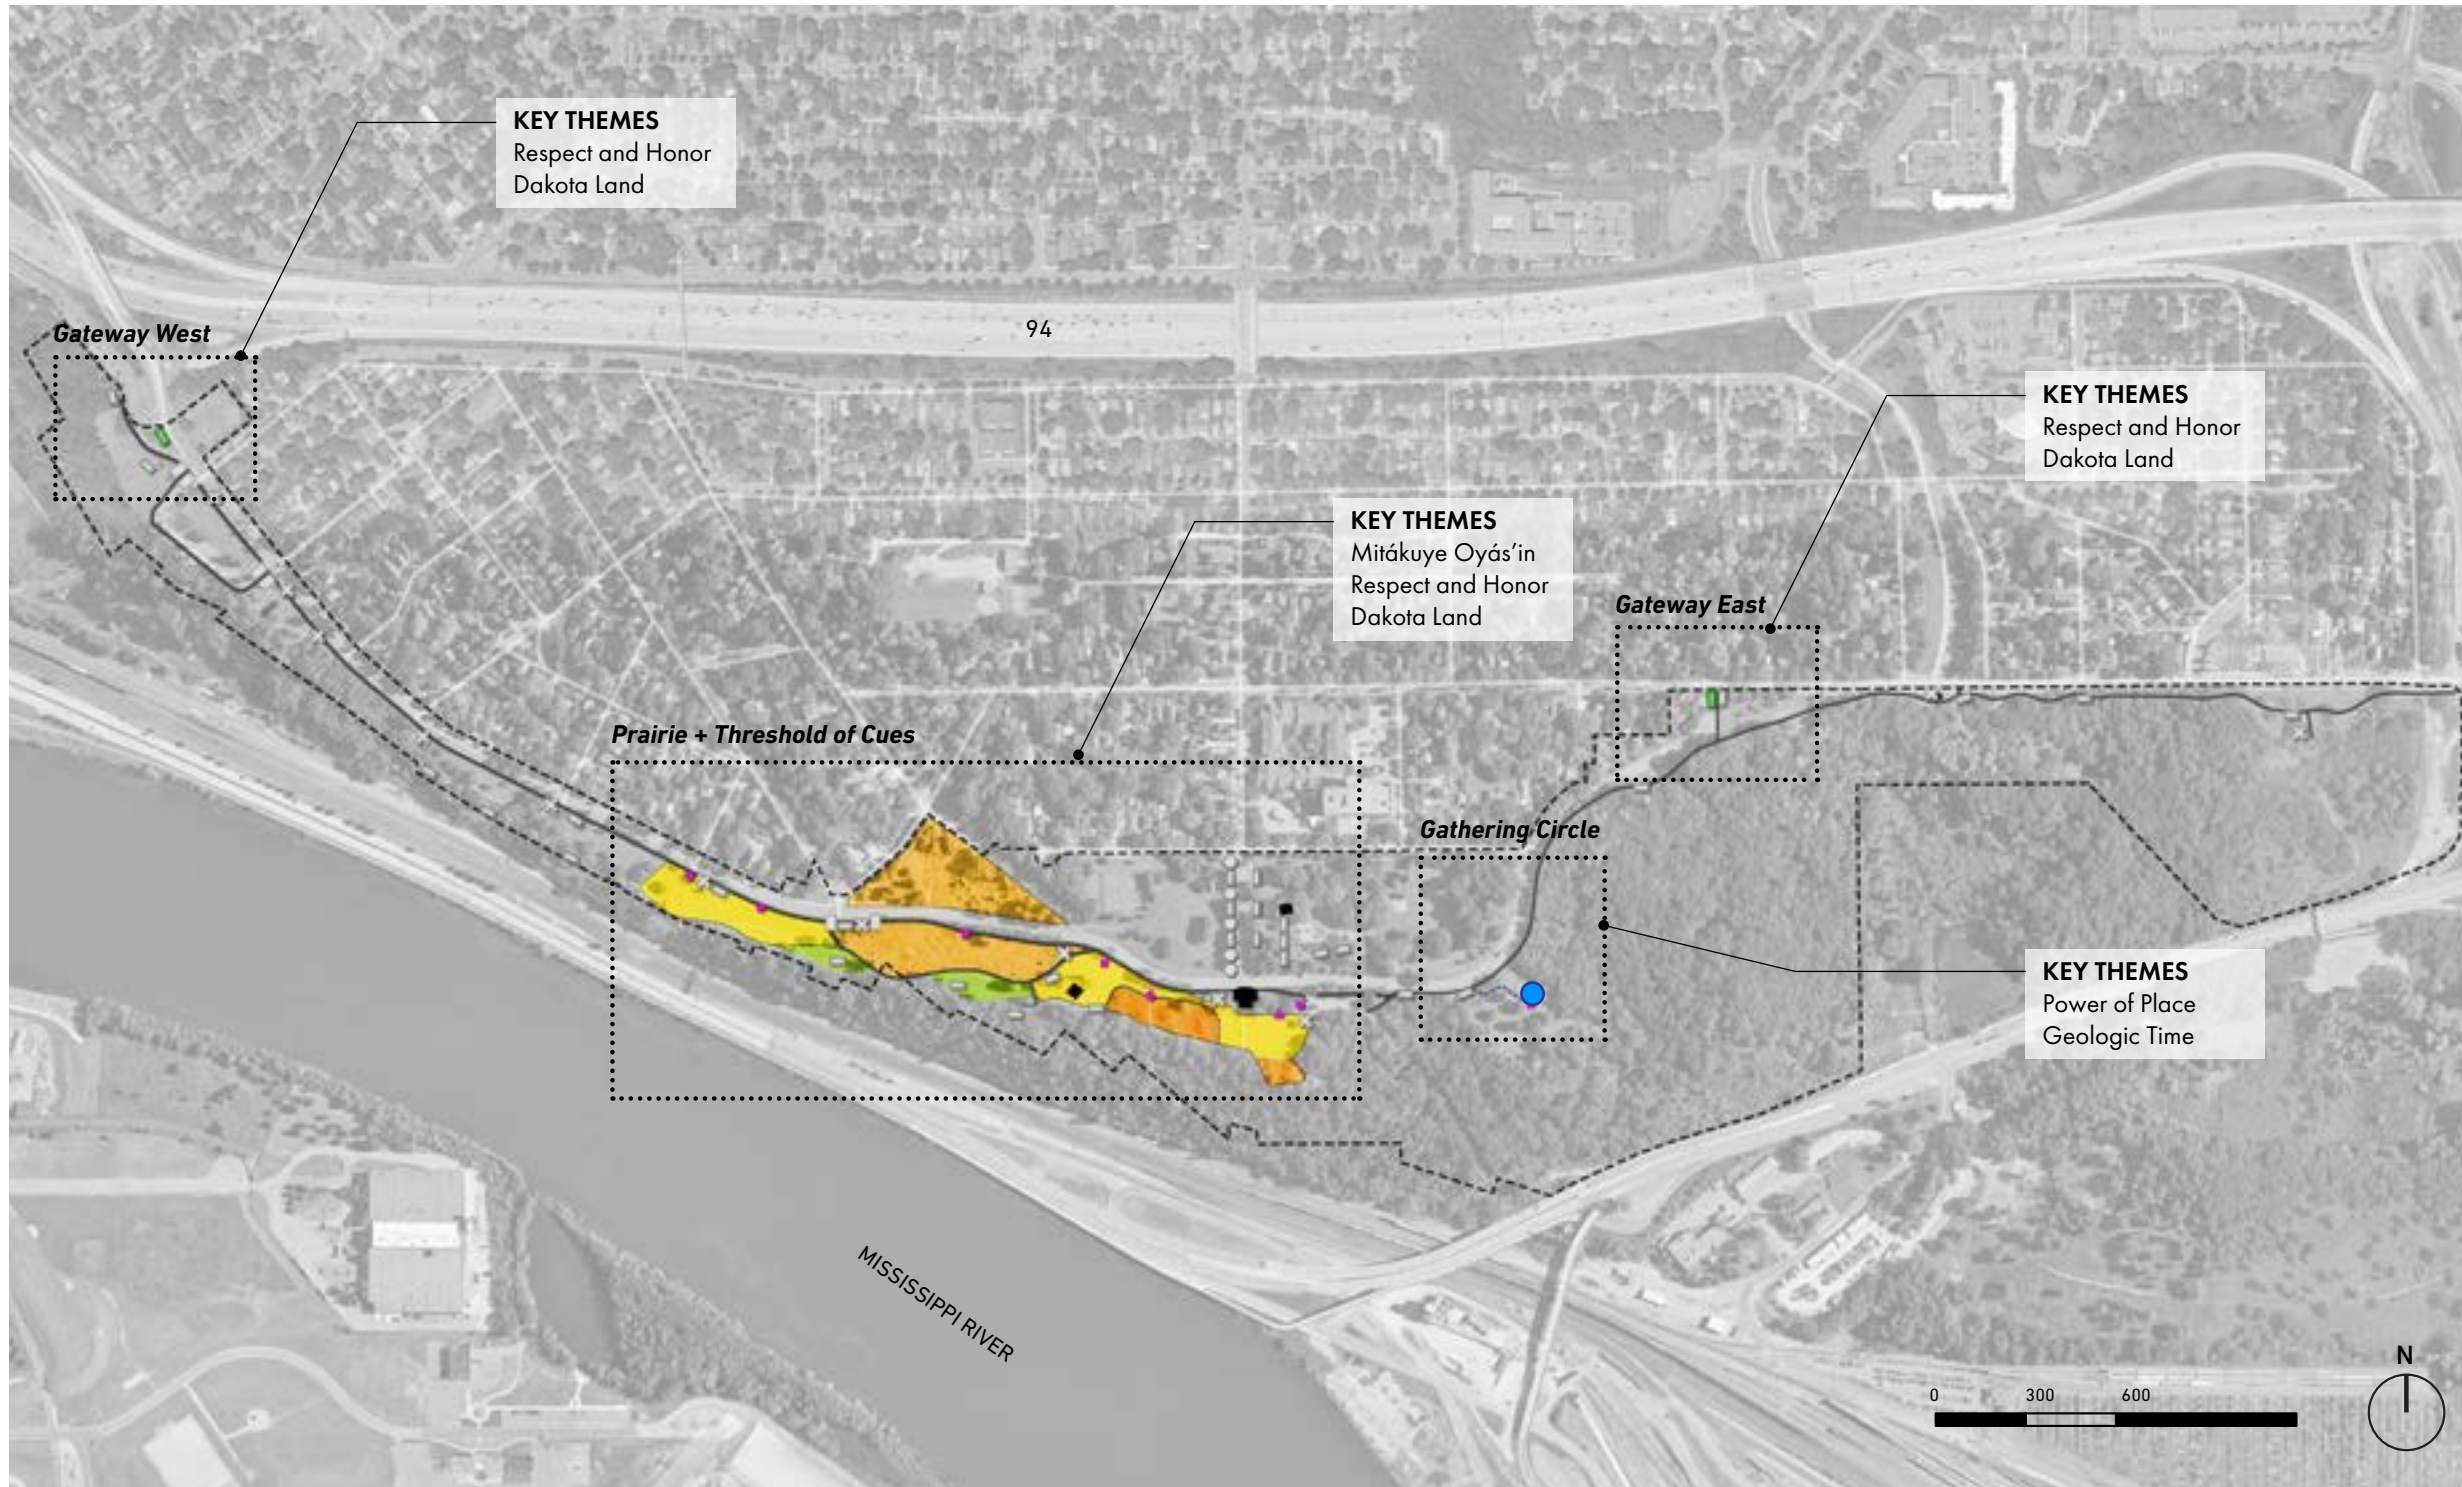 KEY THEMES
Respect and Honor
Dakota Land
94
Gateway West
KEY THEMES
Respect and Honor
Dakota Land
KEY THEMES
Mitákuye Oyás’in
Respect and Honor
Dakota Land
Gateway East
Prairie + Threshold of Cues
Gathering Circle
KEY THEMES
Power of Place
Geologic Time
MISSISSIPPI RIVER
N
0 300 600